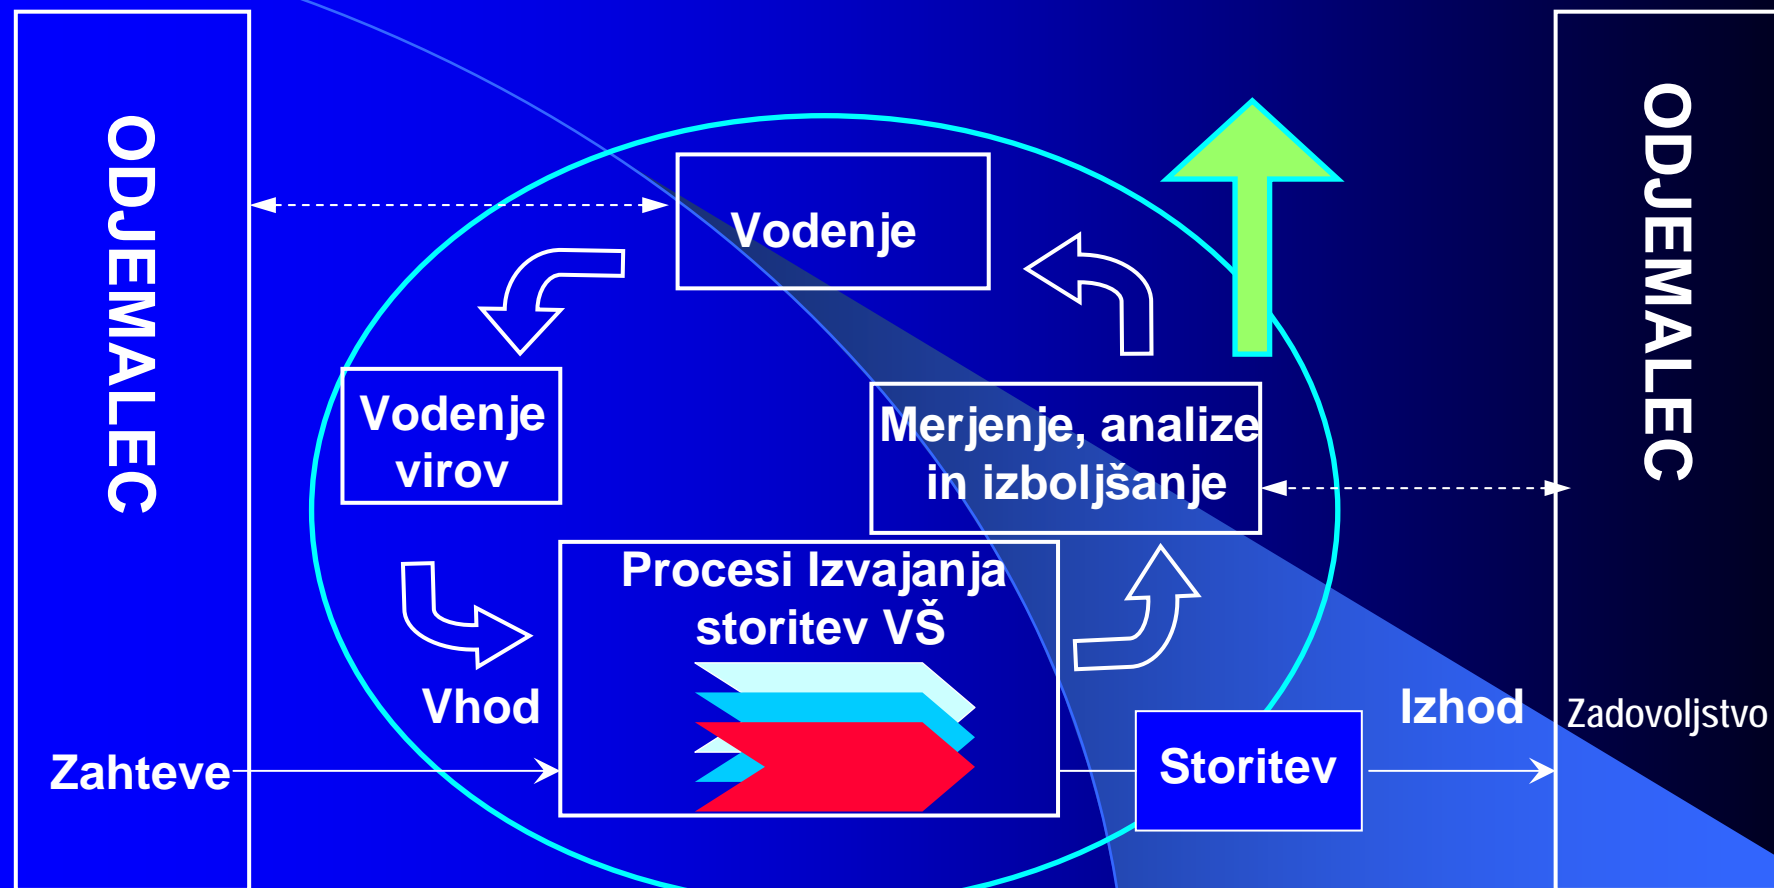 ODJEMALEC
Vodenje
Vodenje
virov
Merjenje, analize
in izboljšanje
Procesi Izvajanja
storitev VŠ
Vhod
Zahteve
Storitev
Izhod
Zadovoljstvo
ODJEMALEC